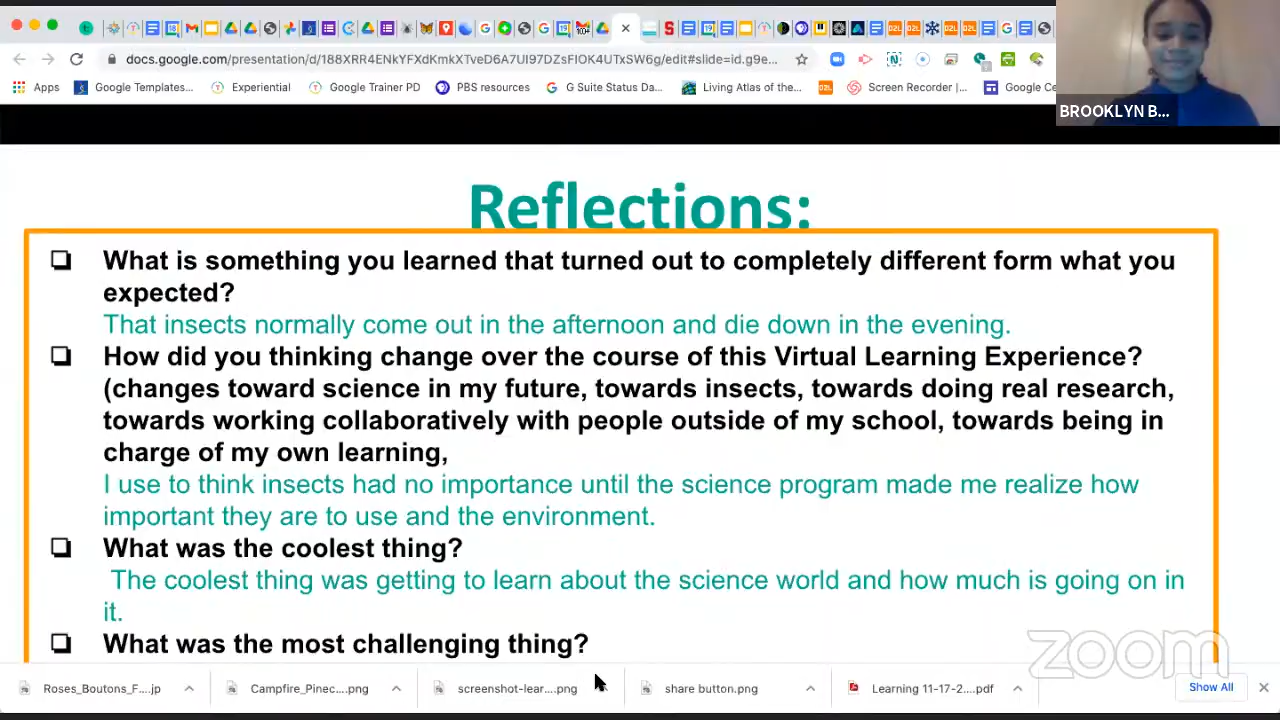 docs.google.com/presentation/d/188XRR4ENkYFXdKmkXTveD6A7UI97DZsFIOK4UTxSW6g/edit#slide=id.g9e...
Apps Google Templates... Experiential Google Trainer PD PBS resources G Suite Status Da... Living Atlas of the... Screen Recorder |... Google Ce
BROOKLYN B...
Reflections:
❏ What is something you learned that turned out to completely different form what you
expected?
That insects normally come out in the afternoon and die down in the evening.
❏ How did you thinking change over the course of this Virtual Learning Experience?
(changes toward science in my future, towards insects, towards doing real research,
towards working collaboratively with people outside of my school, towards being in
charge of my own learning,
I use to think insects had no importance until the science program made me realize how
important they are to use and the environment.
❏ What was the coolest thing?
The coolest thing was getting to learn about the science world and how much is going on in
it.
❏ What was the most challenging thing?
zoom
Roses_Boutons_F....jp Campfire_Pinec....png screenshot-lear....png share button.png Learning 11-17-2....pdf Show All